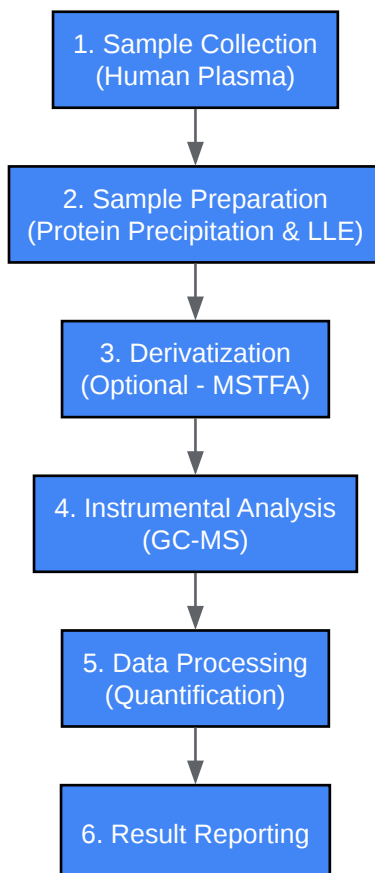 1. Sample Collection
(Human Plasma)
2. Sample Preparation
(Protein Precipitation & LLE)
3. Derivatization
(Optional - MSTFA)
4. Instrumental Analysis
(GC-MS)
5. Data Processing
(Quantification)
6. Result Reporting